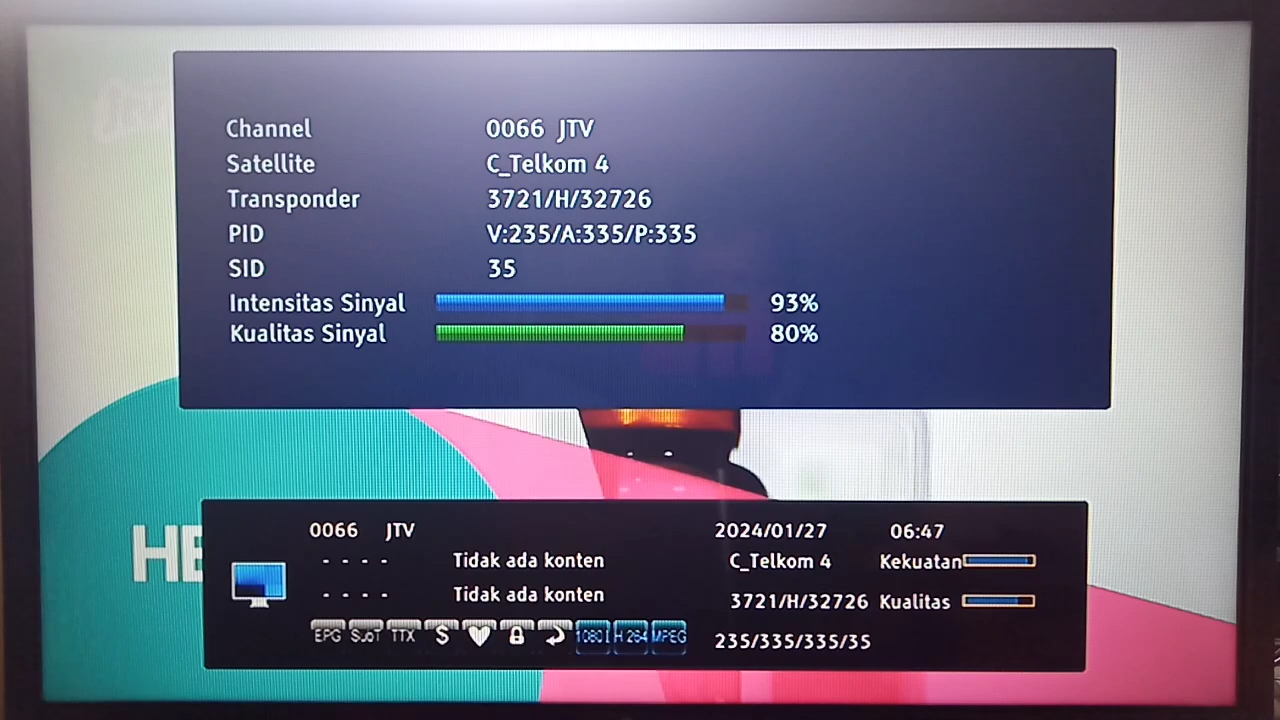 Channel 0066 JTV
Satellite C_Telkom 4
Transponder 3721/H/32726
PID V:235/A:335/P:335
SID 35
Intensitas Sinyal 93%
Kualitas Sinyal 80%
HE
0066 JTV 2024/01/27 06:47
- - - - Tidak ada konten C_Telkom 4 Kekuatan
- - - - Tidak ada konten 3721/H/32726 Kualitas
EPG SUBT TTX $ 1080I H 264 MPEG 235/335/335/35